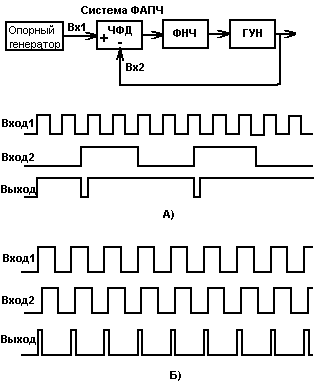 Система ФАПЧ
Опорный
генератор
Вх1
ЧФД
+
-
ФНЧ
ГУН
Вх2
Вход1
Вход2
Выход
А)
Вход1
Вход2
Выход
Б)